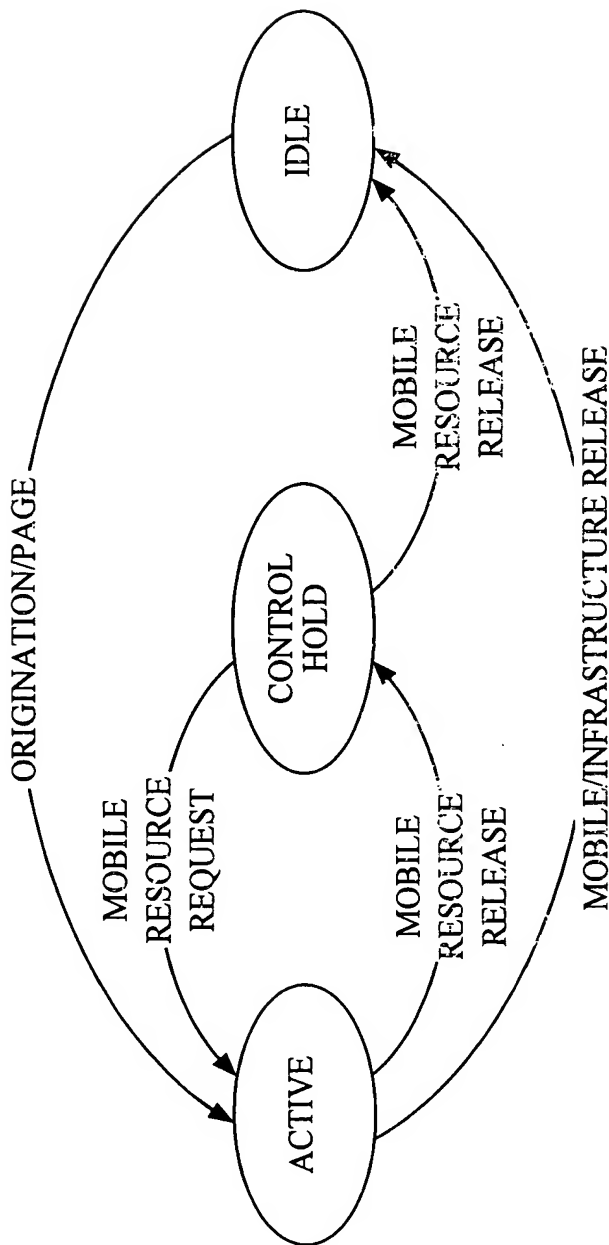 ORIGINATION/PAGE
MOBILE
RESOURCE
REQUEST
ACTIVE
CONTROL
HOLD
IDLE
MOBILE
RESOURCE
RELEASE
MOBILE
RESOURCE
RELEASE
MOBILE/INFRASTRUCTURE RELEASE